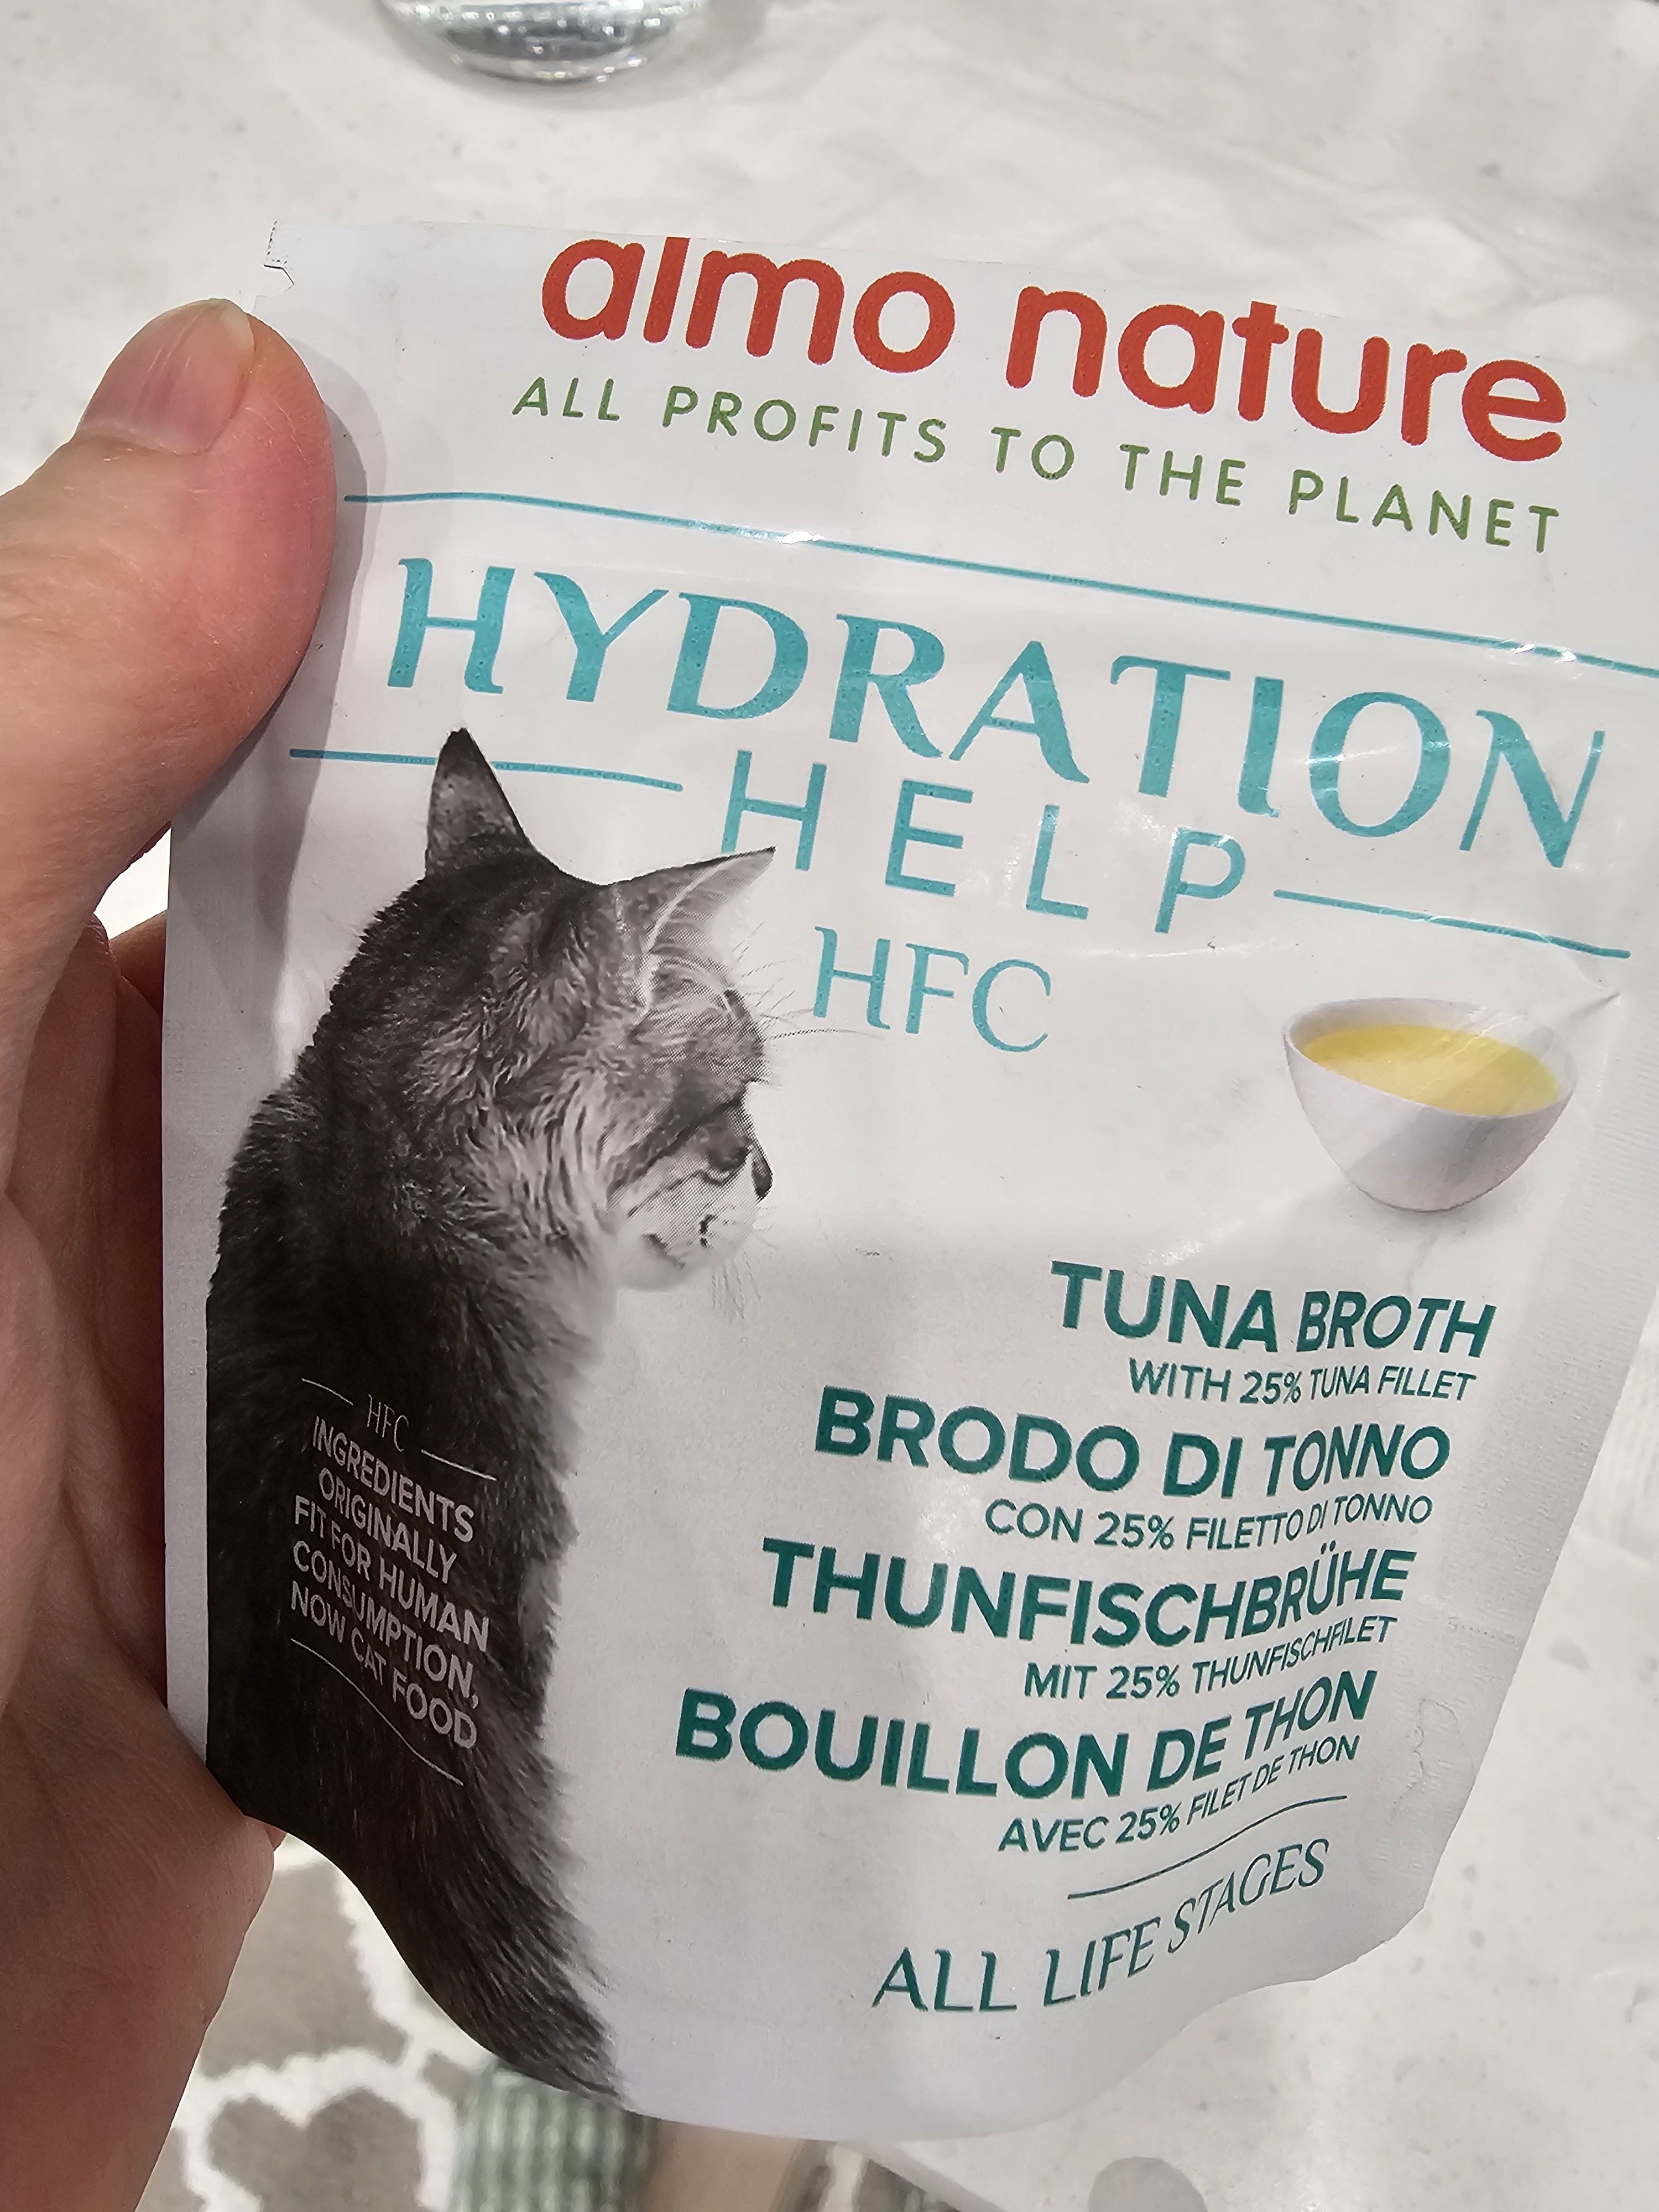 almo nature
ALL PROFITS TO THE PLANET
HYDRATION
HELP
HFC
TUNA BROTH
WITH 25% TUNA FILLET
BRODO DI TONNO
CON 25% FILETTO DI TONNO
THUNFISCHBRÜHE
MIT 25% THUNFISCHFILET
BOUILLON DE THON
AVEC 25% FILET DE THON
ALL LIFE STAGES
HFC
INGREDIENTS
ORIGINALLY
FIT FOR HUMAN
CONSUMPTION,
NOW CAT FOOD